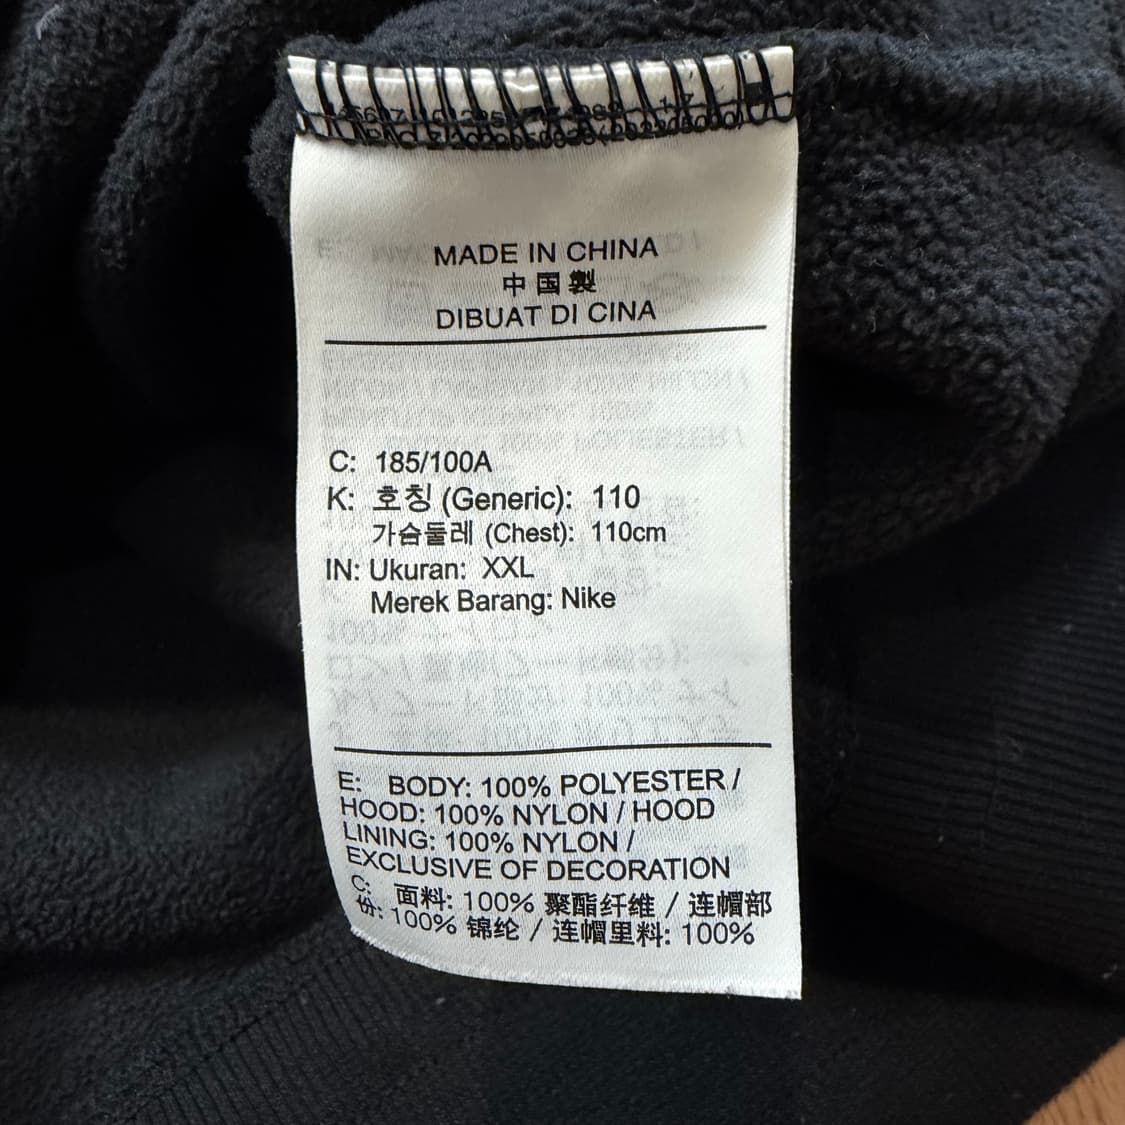 MADE IN CHINA
中国製
DIBUAT DI CINA
C: 185/100A
K: 호칭 (Generic): 110
가슴둘레 (Chest): 110cm
IN: Ukuran: XXL
Merek Barang: Nike
E: BODY: 100% POLYESTER /
HOOD: 100% NYLON / HOOD
LINING: 100% NYLON /
EXCLUSIVE OF DECORATION
C: 面料: 100% 聚酯纤维 / 连帽部
份: 100% 锦纶 / 连帽里料: 100%